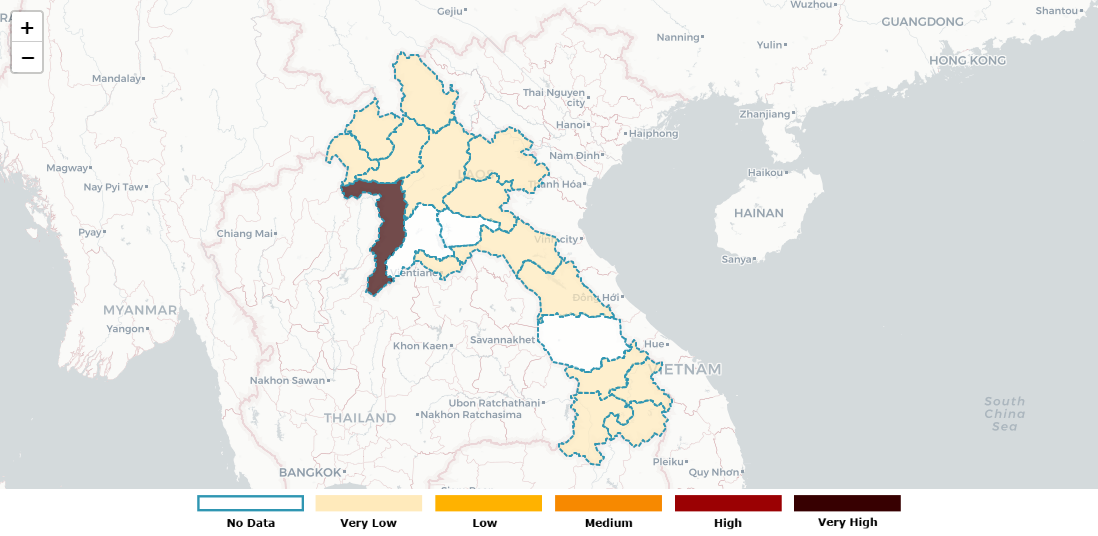 +
−
Gejiu
Wuzhou
GUANGDONG
Shantou
Nanning
Yulin
HONG KONG
Mandalay
Thai Nguyen
city
Zhanjiang
Hanoi
Haiphong
Magway
Nay Pyi Taw
Nam Định
LAOS
Thanh Hóa
Haikou
HAINAN
Pyay
Chiang Mai
Vinh city
Sanya
Vientiane
Đồng Hới
MYANMAR
Yangon
Khon Kaen
Savannakhet
Hue
VIETNAM
Nakhon Sawan
Ubon Ratchathani
Nakhon Ratchasima
THAILAND
South
China
Sea
Pleiku
Quy Nhơn
BANGKOK
No Data
Very Low
Low
Medium
High
Very High